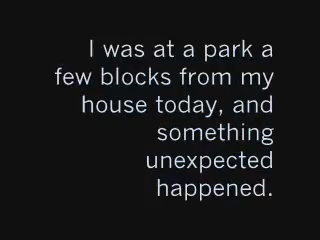 I was at a park a
few blocks from my
house today, and
something
unexpected
happened.